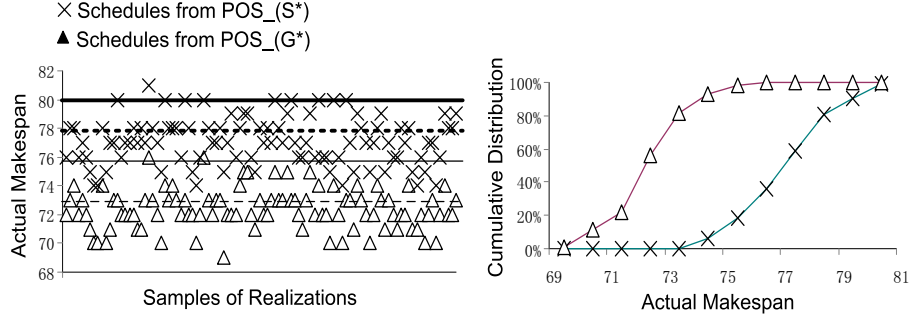 Schedules from POS_(S*)
Schedules from POS_(G*)
Actual Makespan
82
80
78
76
74
72
70
68
Samples of Realizations
Cumulative Distribution
100%
80%
60%
40%
20%
0%
69 71 73 75 77 79 81
Actual Makespan